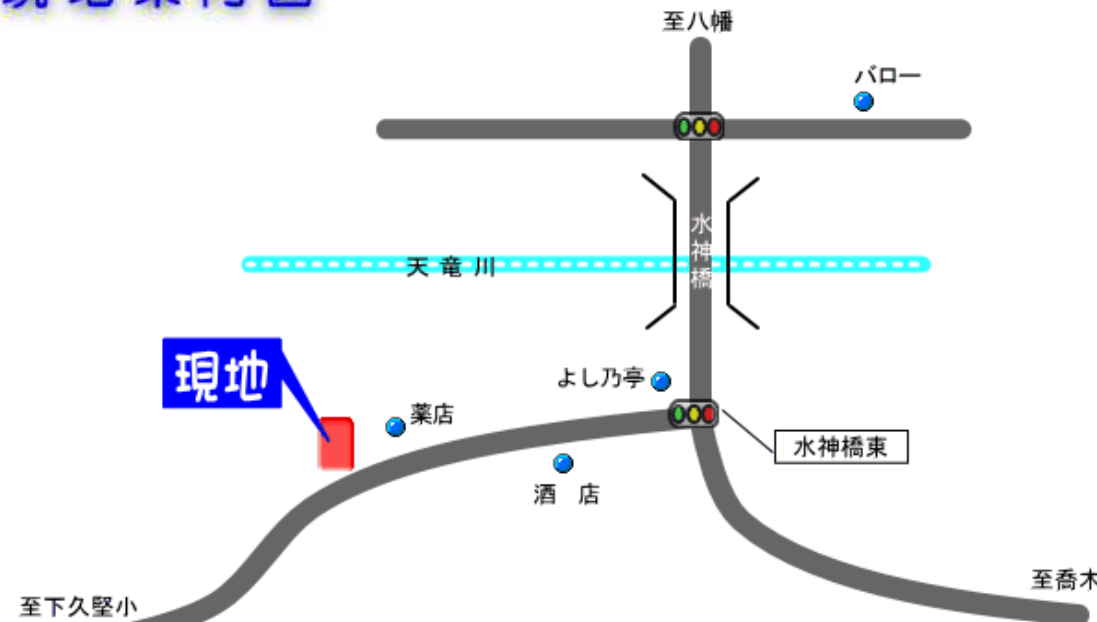 至八幡
バロー
水神橋
天竜川
現地
よし乃亭
薬店
水神橋東
酒 店
至喬木
至下久堅小